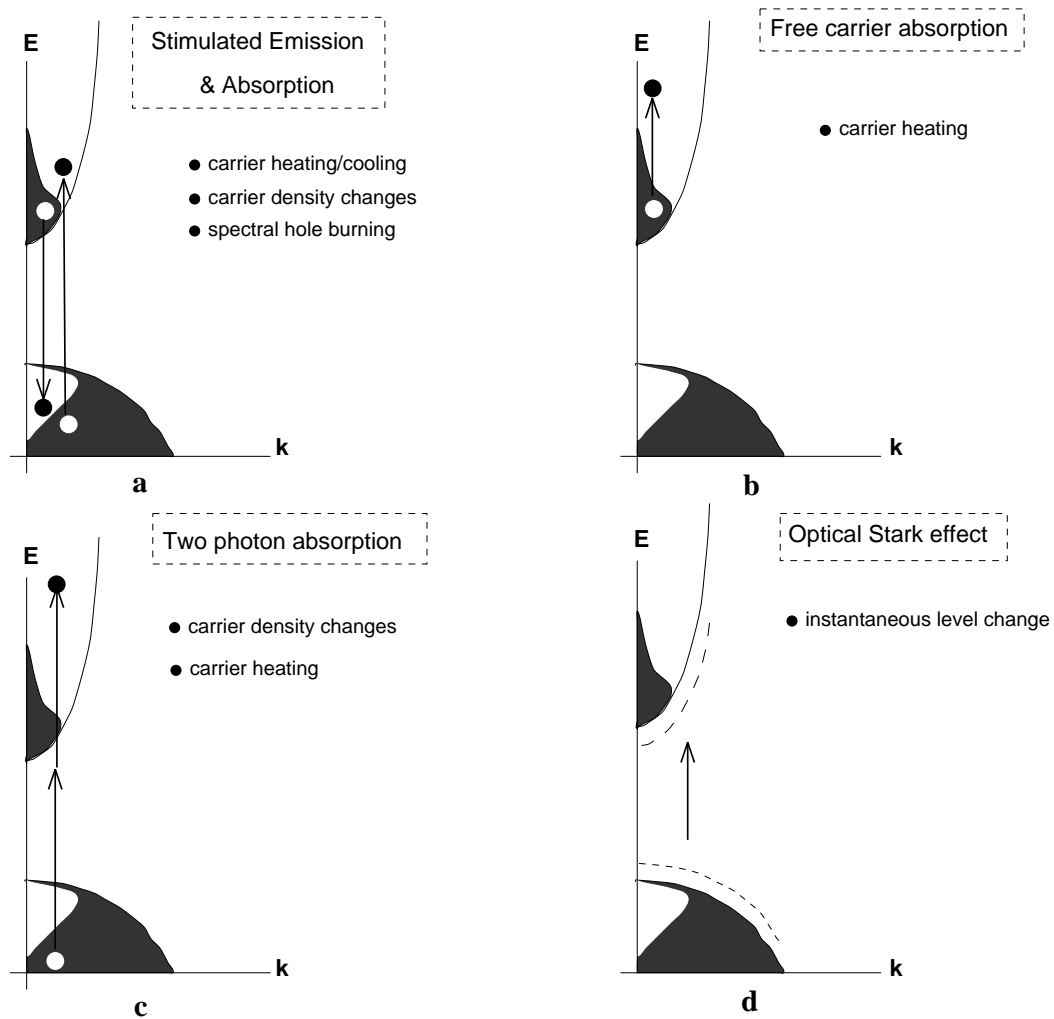 E
Stimulated Emission
& Absorption
● carrier heating/cooling
● carrier density changes
● spectral hole burning
k
a
E
Free carrier absorption
● carrier heating
k
b
E
Two photon absorption
● carrier density changes
● carrier heating
k
c
E
Optical Stark effect
● instantaneous level change
k
d